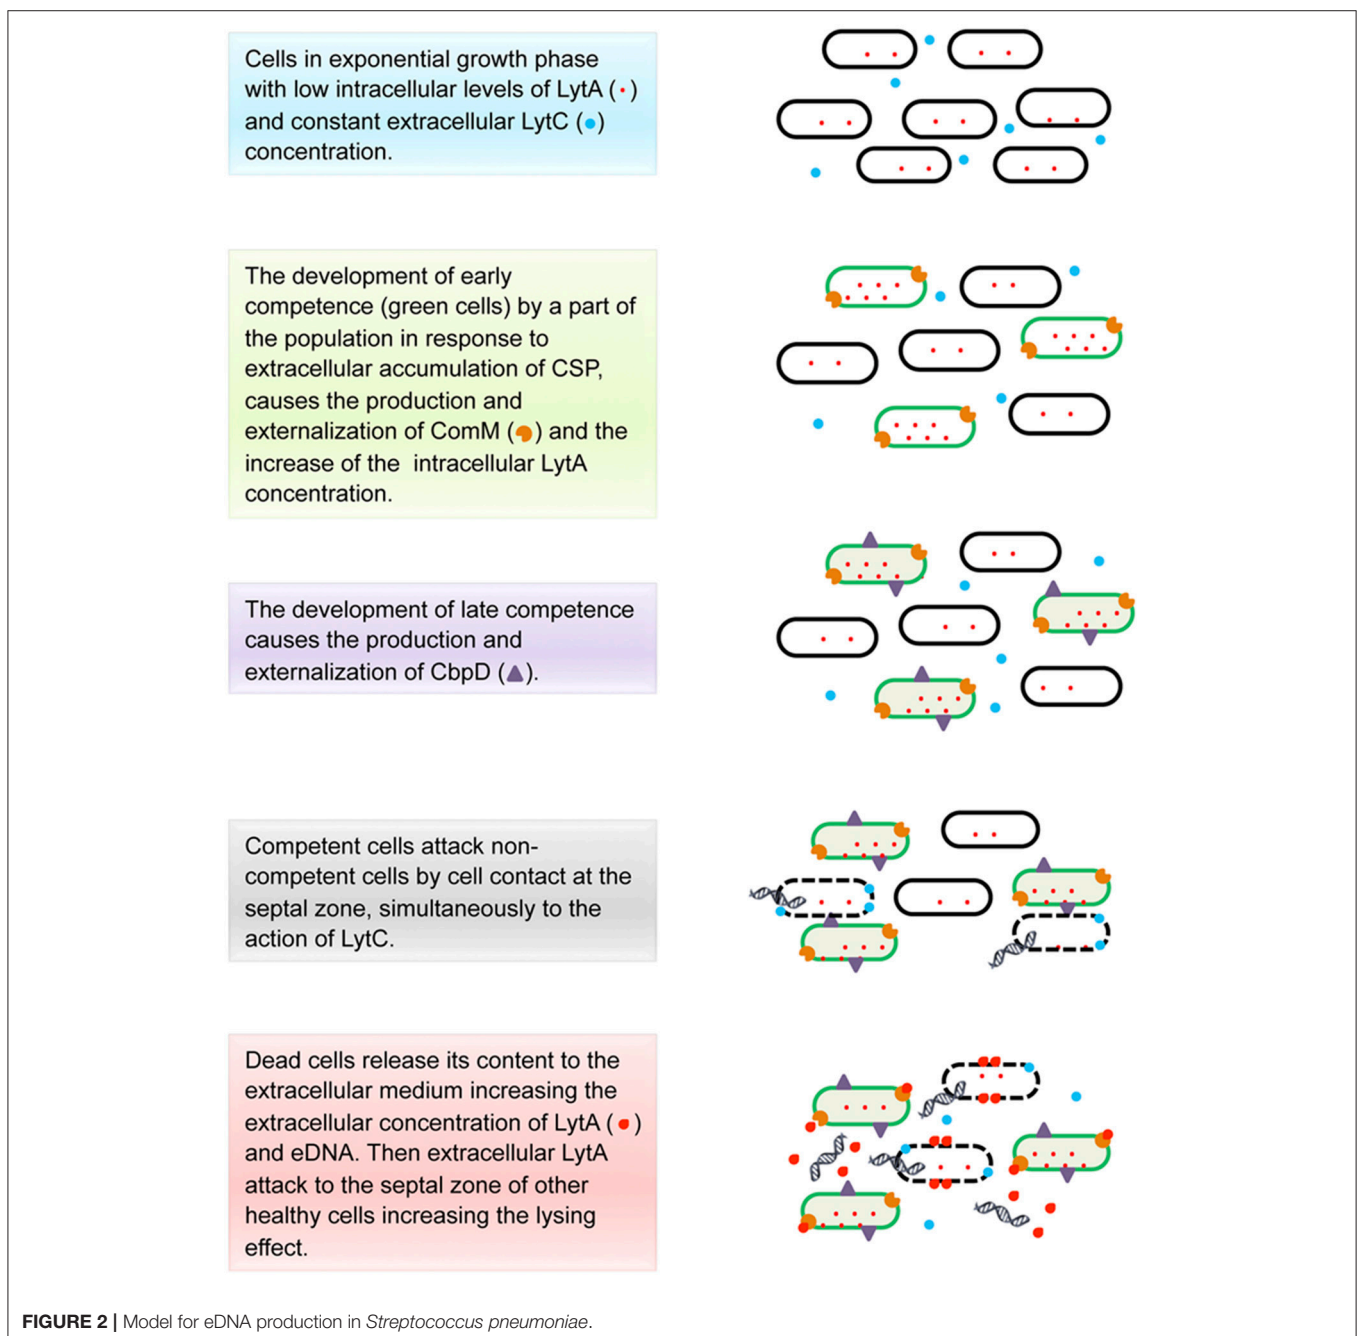 Cells in exponential growth phase
with low intracellular levels of LytA (•)
and constant extracellular LytC (●)
concentration.
The development of early
competence (green cells) by a part of
the population in response to
extracellular accumulation of CSP,
causes the production and
externalization of ComM ( ) and the
increase of the intracellular LytA
concentration.
The development of late competence
causes the production and
externalization of CbpD (▲).
Competent cells attack non-
competent cells by cell contact at the
septal zone, simultaneously to the
action of LytC.
Dead cells release its content to the
extracellular medium increasing the
extracellular concentration of LytA ( )
and eDNA. Then extracellular LytA
attack to the septal zone of other
healthy cells increasing the lysing
effect.
FIGURE 2 | Model for eDNA production in Streptococcus pneumoniae.